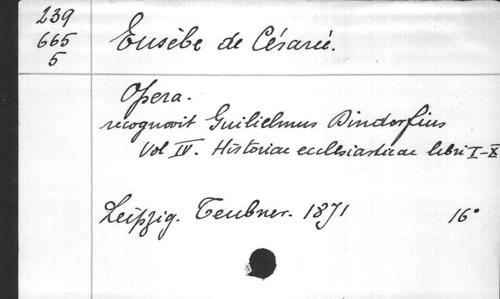 239
665
5
Eusèbe de Césarée.
Opera.
recognovit Guilielmus Dindorfius
Vol IV. Historiae ecclesiasticae libri I-X
Leipzig. Teubner. 1871
16°